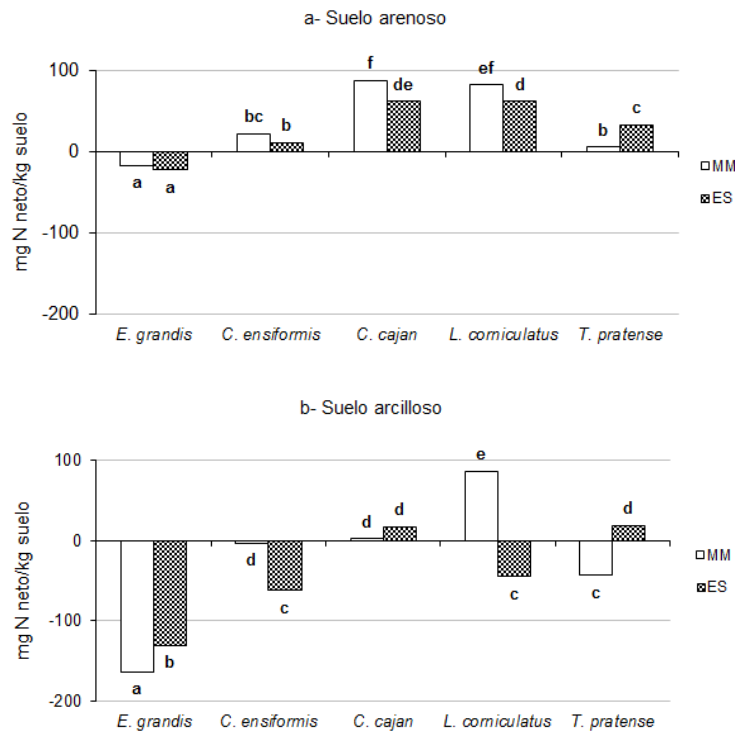 a- Suelo arenoso
mg N neto/kg suelo
100
0
-100
-200
f
de
ef
d
bc
b
b
c
a
a
MM
ES
E. grandis C. ensiformis C. cajan L. corniculatus T. pratense
b- Suelo arcilloso
mg N neto/kg suelo
100
0
-100
-200
e
d
d
d
d
c
c
c
b
a
MM
ES
E. grandis C. ensiformis C. cajan L. corniculatus T. pratense